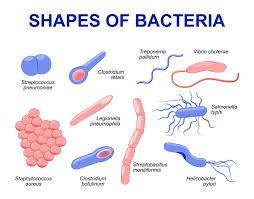 SHAPES OF BACTERIA
Streptococcus
pneumoniae
Clostridium
tetani
Treponema
pallidum
Vibrio cholerae
Legionella
pneumophila
Salmonella
typhi
Staphylococcus
aureus
Clostridium
botulinum
Streptobacillus
moniliformis
Helicobacter
pylori